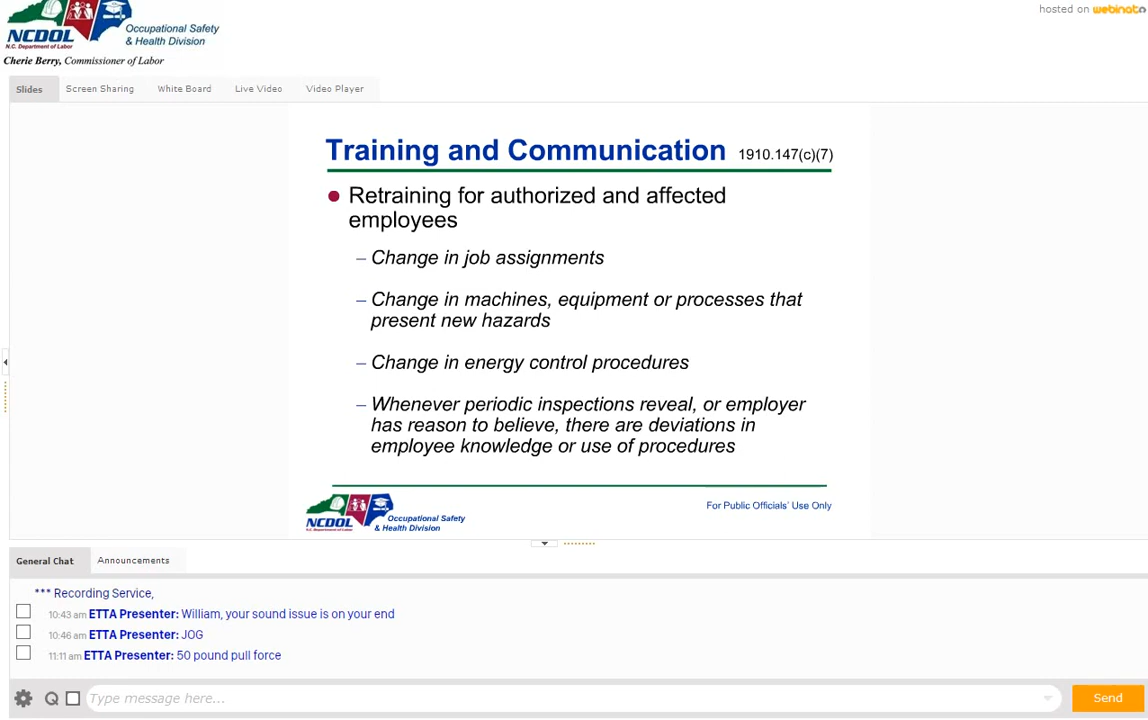 hosted on webinato
NCDOL
N.C. Department of Labor
Occupational Safety
& Health Division
Cherie Berry, Commissioner of Labor
Slides Screen Sharing White Board Live Video Video Player
Training and Communication 1910.147(c)(7)
Retraining for authorized and affected
employees
– Change in job assignments
– Change in machines, equipment or processes that
present new hazards
– Change in energy control procedures
– Whenever periodic inspections reveal, or employer
has reason to believe, there are deviations in
employee knowledge or use of procedures
NCDOL
N.C. Department of Labor
Occupational Safety
& Health Division
For Public Officials' Use Only
General Chat Announcements
*** Recording Service,
10:43 am ETTA Presenter: William, your sound issue is on your end
10:46 am ETTA Presenter: JOG
11:11 am ETTA Presenter: 50 pound pull force
Type message here...
Send